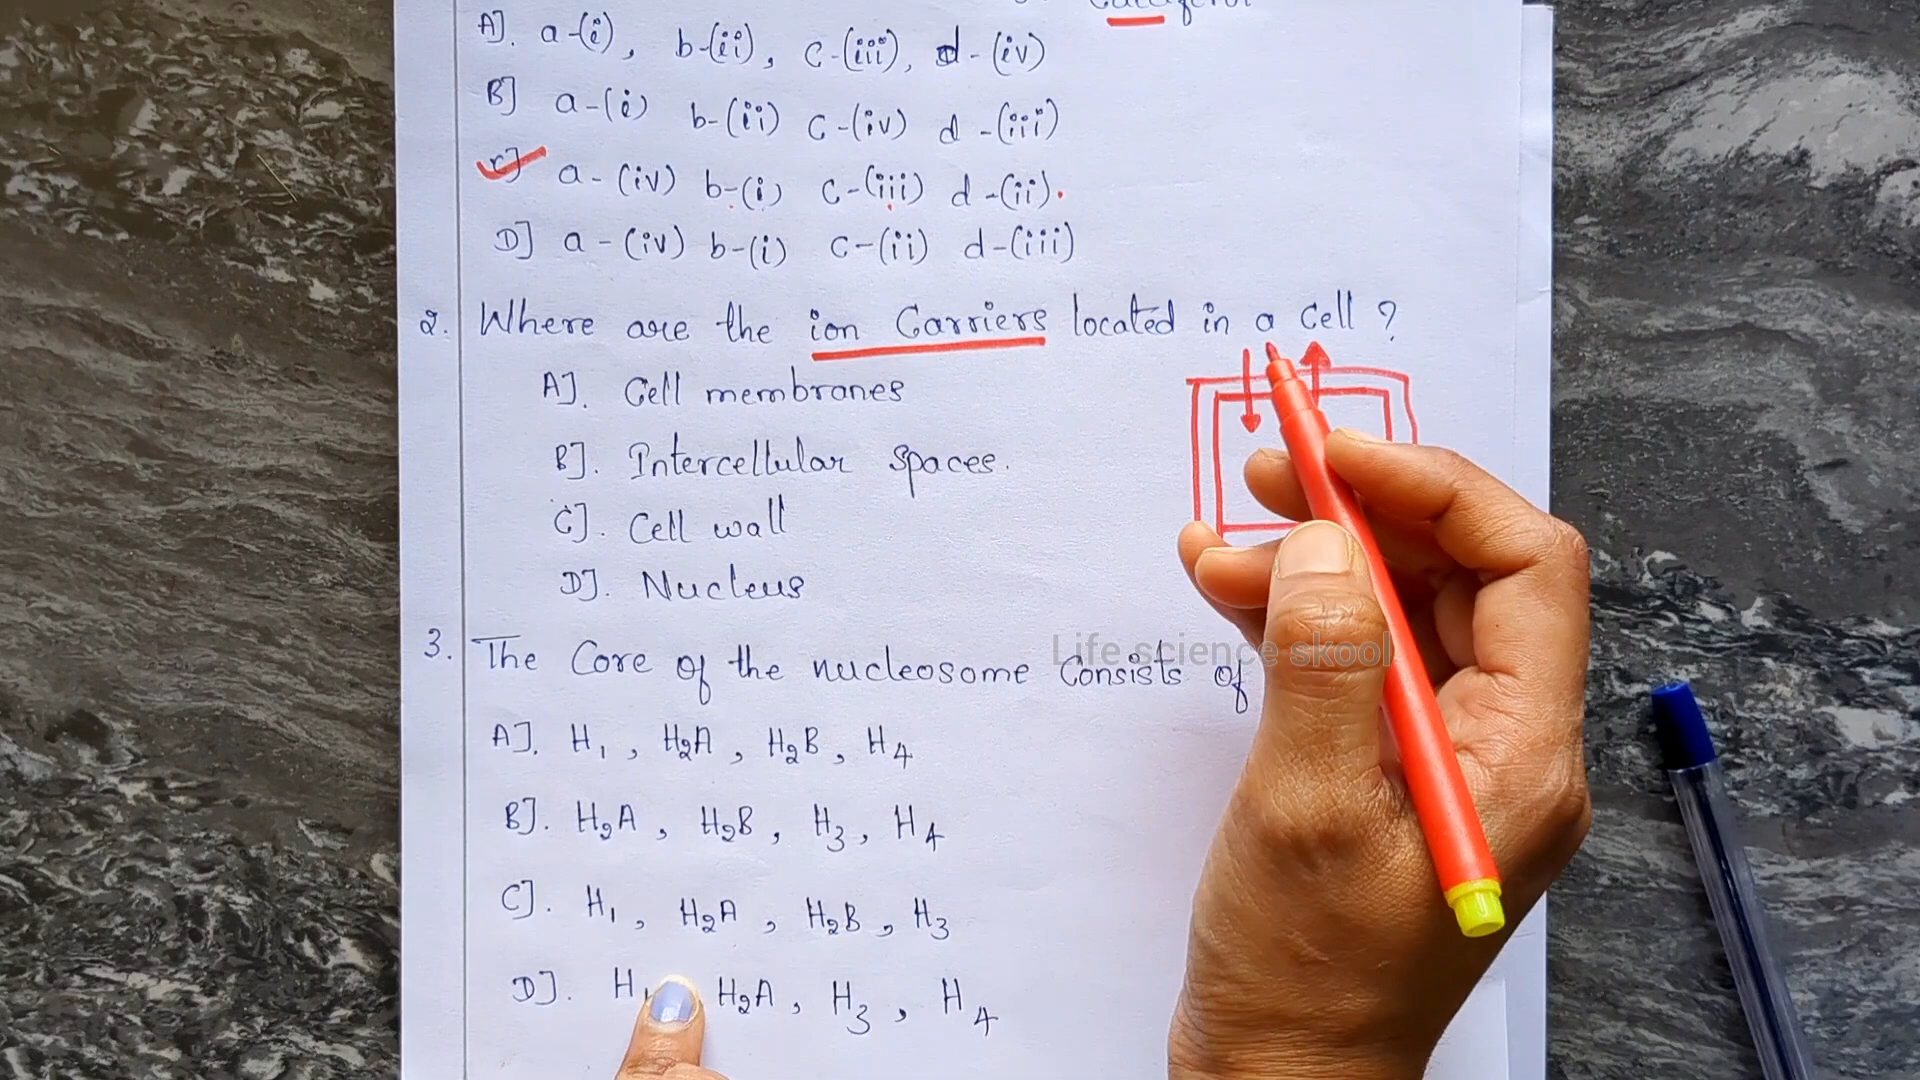 A]. a-(i), b-(ii), c-(iii), d-(iv)
B] a-(i) b-(ii) c-(iv) d-(iii)
C] a-(iv) b-(i) c-(iii) d-(ii).
D] a-(iv) b-(i) c-(ii) d-(iii)
2. Where are the ion Carriers located in a cell ?
A]. Cell membranes
B]. Intercellular spaces.
C]. Cell wall
D]. Nucleus
3. The Core of the nucleosome Consists of
Life science skool
A]. H1, H2A, H2B, H4
B]. H2A, H2B, H3, H4
C]. H1, H2A, H2B, H3
D]. H1 H2A, H3, H4